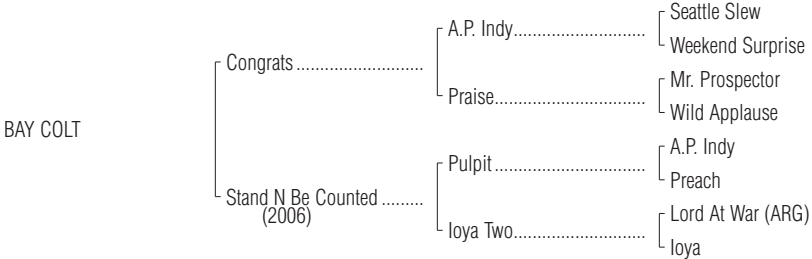 Seattle Slew
A.P. Indy
Weekend Surprise
Congrats
Mr. Prospector
Praise
Wild Applause
BAY COLT
A.P. Indy
Pulpit
Preach
Stand N Be Counted
(2006)
Lord At War (ARG)
Ioya Two
Ioya